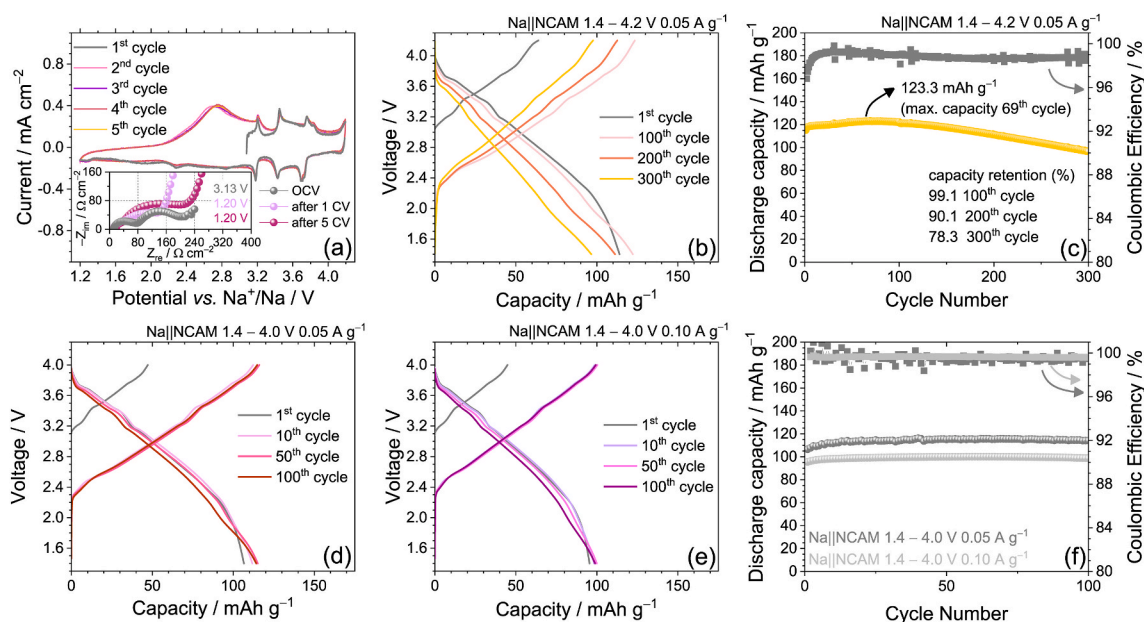 1st cycle
2nd cycle
3rd cycle
4th cycle
5th cycle
0.8
0.4
0.0
-0.4
-0.8
Current / mA cm−2
160
80
0
−Zim / Ω cm−2
3.13 V
1.20 V
1.20 V
OCV
after 1 CV
after 5 CV
0 80 160 240 320 400
Zre / Ω cm−2
(a)
1.2 1.6 2.0 2.4 2.8 3.2 3.6 4.0
Potential vs. Na+/Na / V
Na||NCAM 1.4 – 4.2 V 0.05 A g−1
4.0
3.6
3.2
2.8
2.4
2.0
1.6
Voltage / V
1st cycle
100th cycle
200th cycle
300th cycle
(b)
0 50 100 150
Capacity / mAh g−1
Na||NCAM 1.4 – 4.2 V 0.05 A g−1
200
180
160
140
120
100
80
60
40
20
0
Discharge capacity / mAh g−1
123.3 mAh g−1
(max. capacity 69th cycle)
capacity retention (%)
99.1 100th cycle
90.1 200th cycle
78.3 300th cycle
(c)
100
98
96
94
92
90
88
86
84
82
80
Coulombic Efficiency / %
0 100 200 300
Cycle Number
Na||NCAM 1.4 – 4.0 V 0.05 A g−1
4.0
3.6
3.2
2.8
2.4
2.0
1.6
Voltage / V
1st cycle
10th cycle
50th cycle
100th cycle
(d)
0 50 100 150
Capacity / mAh g−1
Na||NCAM 1.4 – 4.0 V 0.10 A g−1
4.0
3.6
3.2
2.8
2.4
2.0
1.6
Voltage / V
1st cycle
10th cycle
50th cycle
100th cycle
(e)
0 50 100 150
Capacity / mAh g−1
200
180
160
140
120
100
80
60
40
20
0
Discharge capacity / mAh g−1
Na||NCAM 1.4 – 4.0 V 0.05 A g−1
Na||NCAM 1.4 – 4.0 V 0.10 A g−1
(f)
100
96
92
88
84
80
Coulombic Efficiency / %
0 25 50 75 100
Cycle Number